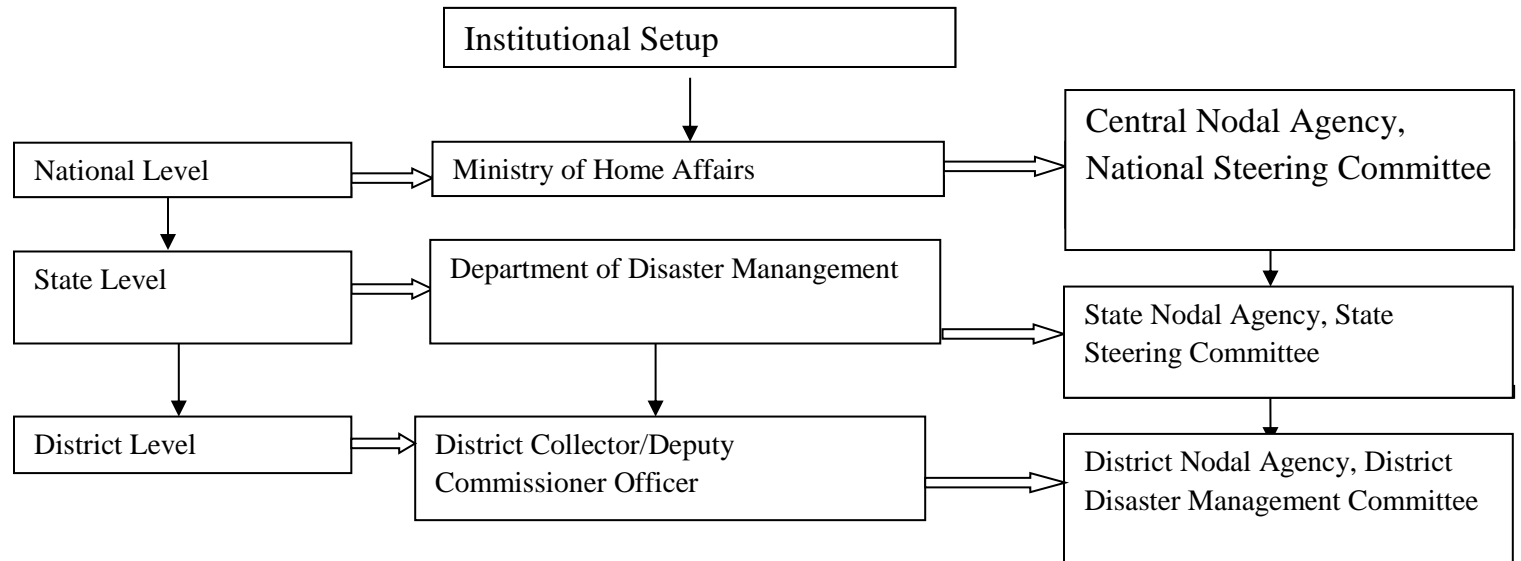 Institutional Setup
National Level
Ministry of Home Affairs
Central Nodal Agency,
National Steering Committee
State Level
Department of Disaster Manangement
State Nodal Agency, State
Steering Committee
District Level
District Collector/Deputy
Commissioner Officer
District Nodal Agency, District
Disaster Management Committee